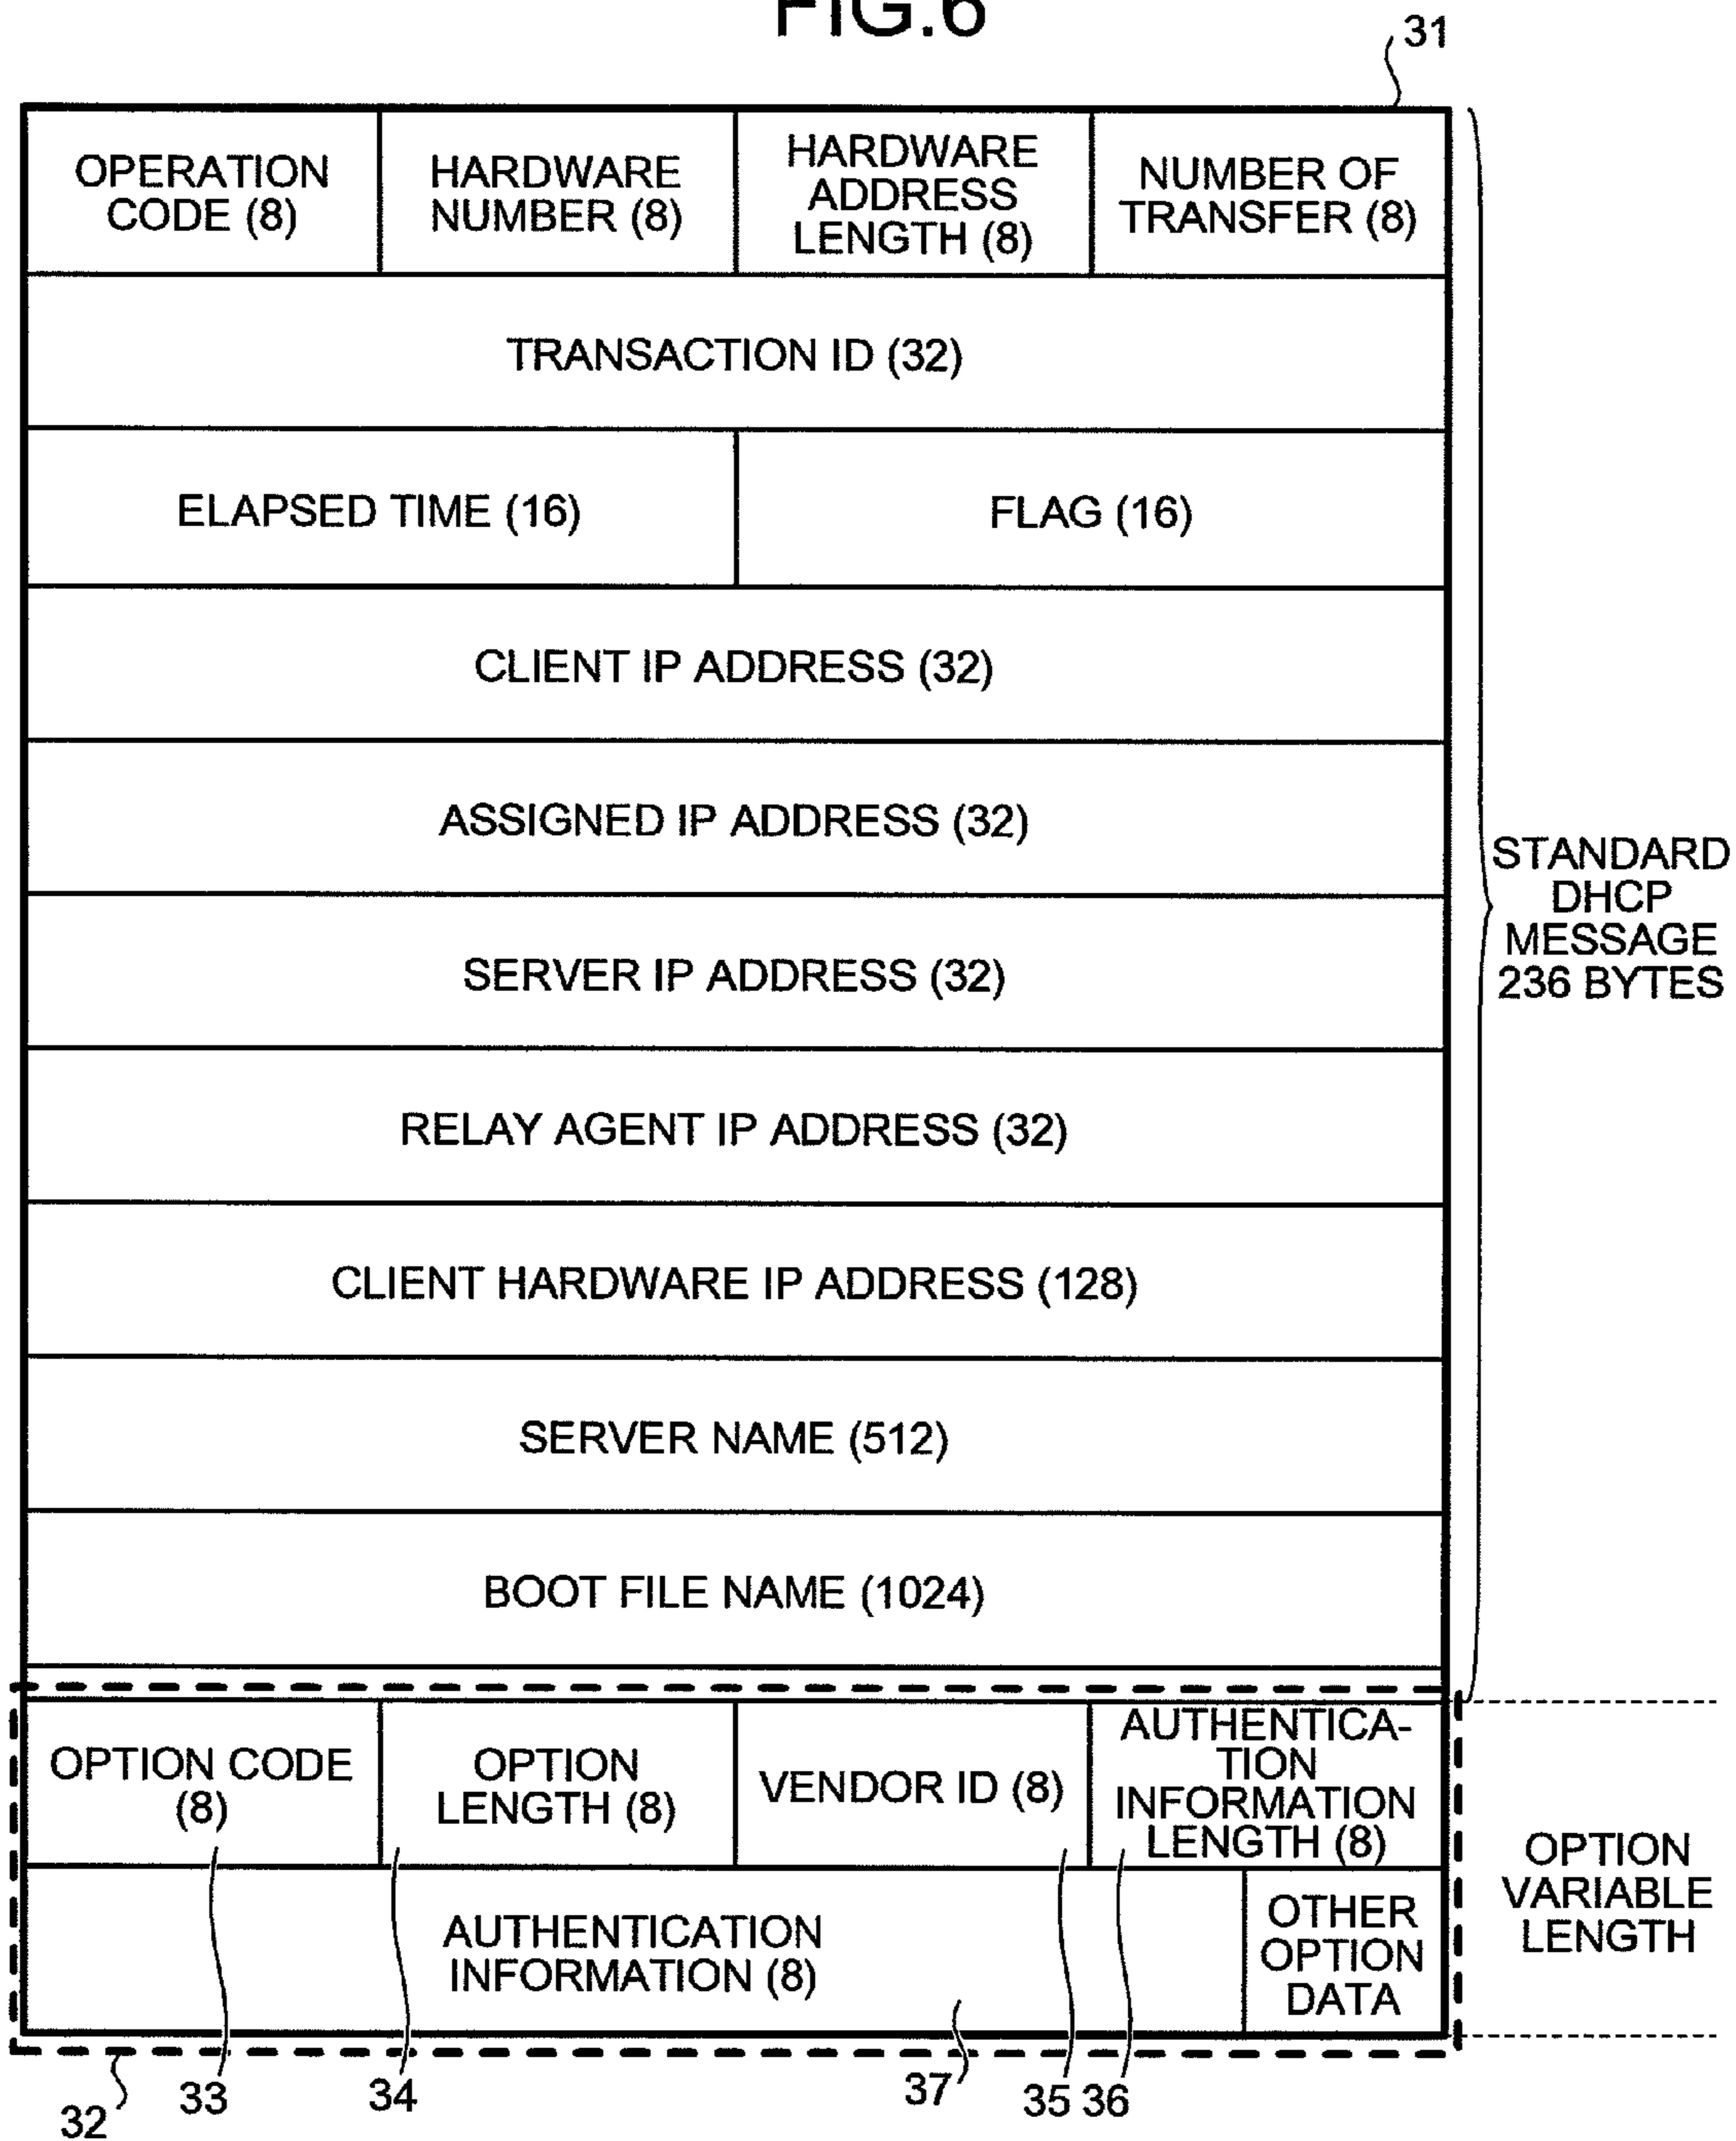 FIG.6
31
OPERATION
CODE (8)
HARDWARE
NUMBER (8)
HARDWARE
ADDRESS
LENGTH (8)
NUMBER OF
TRANSFER (8)
TRANSACTION ID (32)
ELAPSED TIME (16)
FLAG (16)
CLIENT IP ADDRESS (32)
ASSIGNED IP ADDRESS (32)
SERVER IP ADDRESS (32)
RELAY AGENT IP ADDRESS (32)
CLIENT HARDWARE IP ADDRESS (128)
SERVER NAME (512)
BOOT FILE NAME (1024)
STANDARD
DHCP
MESSAGE
236 BYTES
OPTION CODE
(8)
OPTION
LENGTH (8)
VENDOR ID (8)
AUTHENTICA-
TION
INFORMATION
LENGTH (8)
AUTHENTICATION
INFORMATION (8)
OTHER
OPTION
DATA
OPTION
VARIABLE
LENGTH
32
33
34
37
35
36